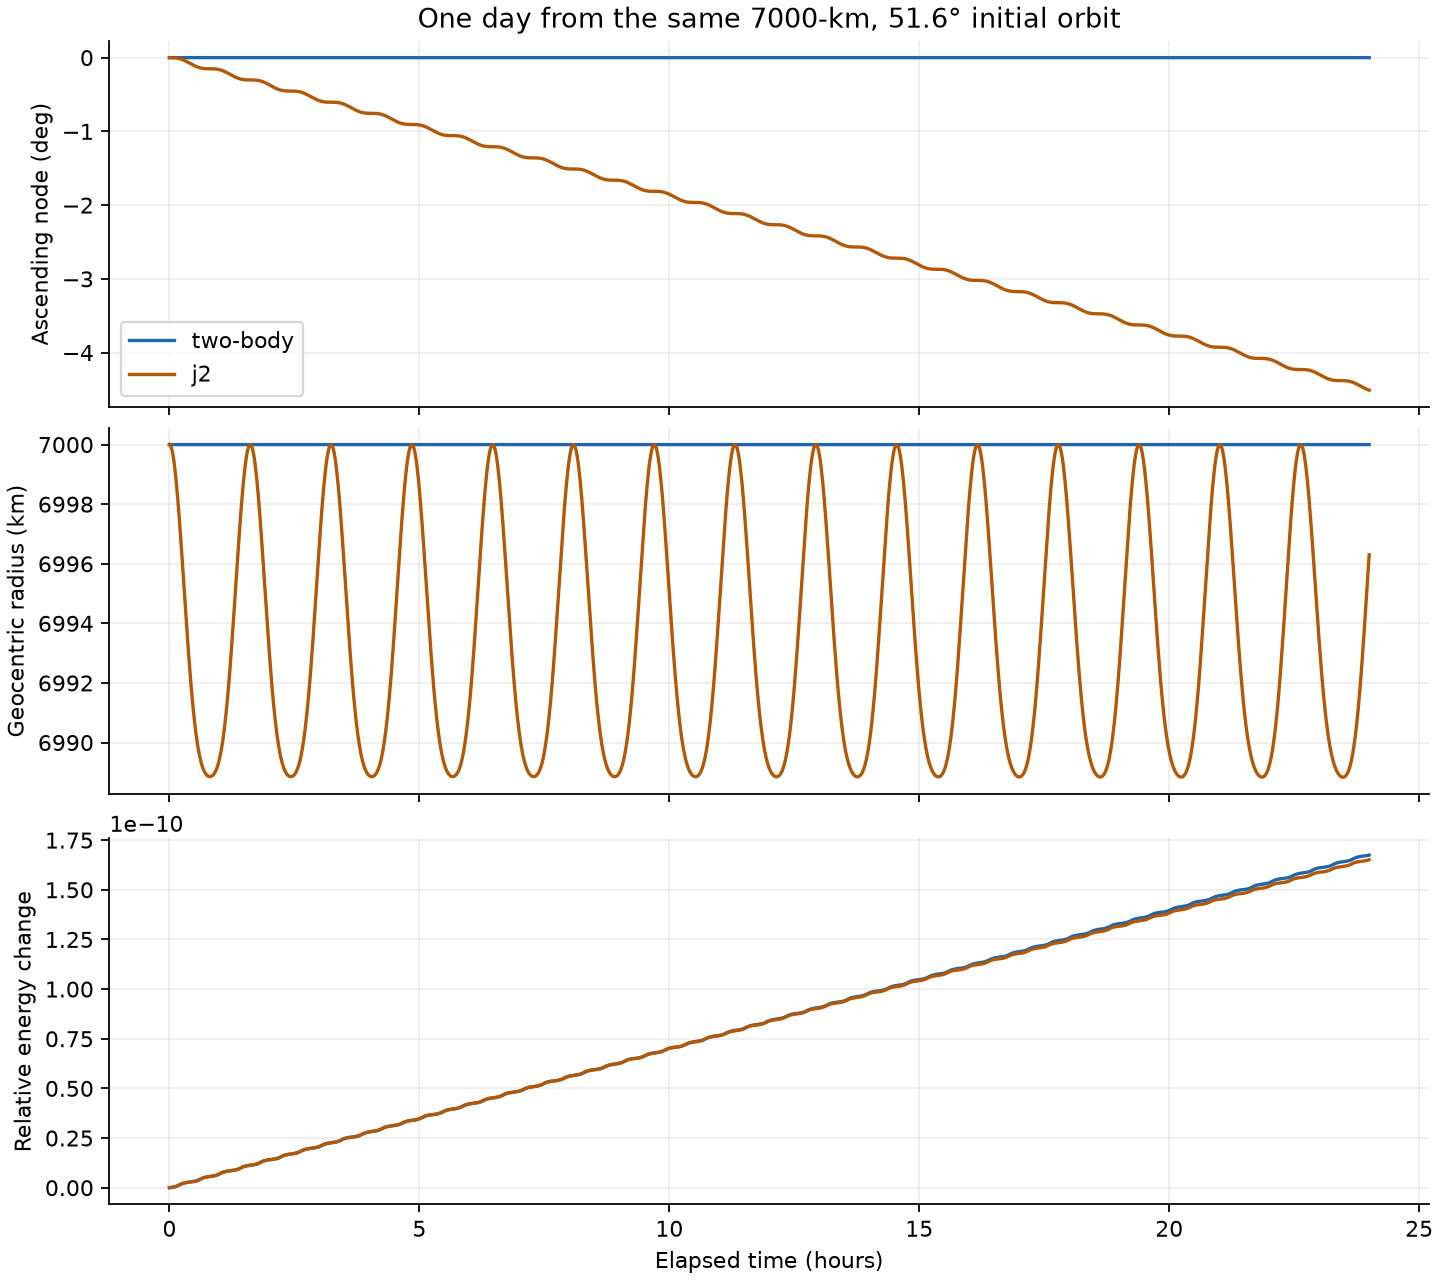 One day from the same 7000-km, 51.6° initial orbit
Ascending node (deg)
0
−1
−2
−3
−4
two-body
j2
Geocentric radius (km)
7000
6998
6996
6994
6992
6990
1e−10
Relative energy change
1.75
1.50
1.25
1.00
0.75
0.50
0.25
0.00
0 5 10 15 20 25
Elapsed time (hours)